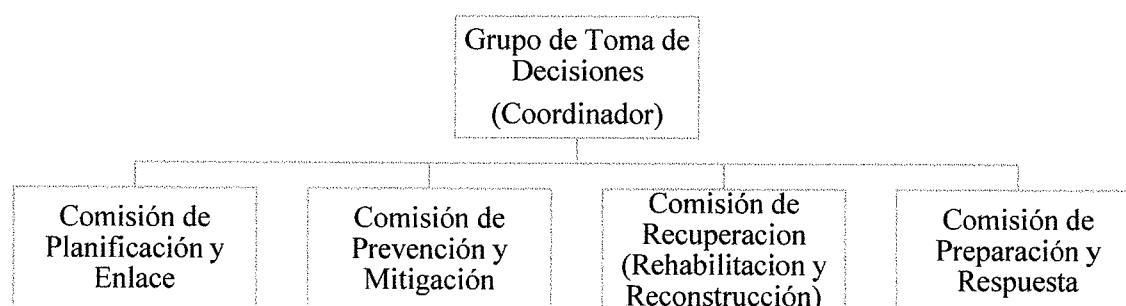 Grupo de Toma de
Decisiones
(Coordinador)
Comisión de
Planificación y
Enlace
Comisión de
Prevención y
Mitigación
Comisión de
Recuperacion
(Rehabilitacion y
Reconstrucción)
Comisión de
Preparación y
Respuesta